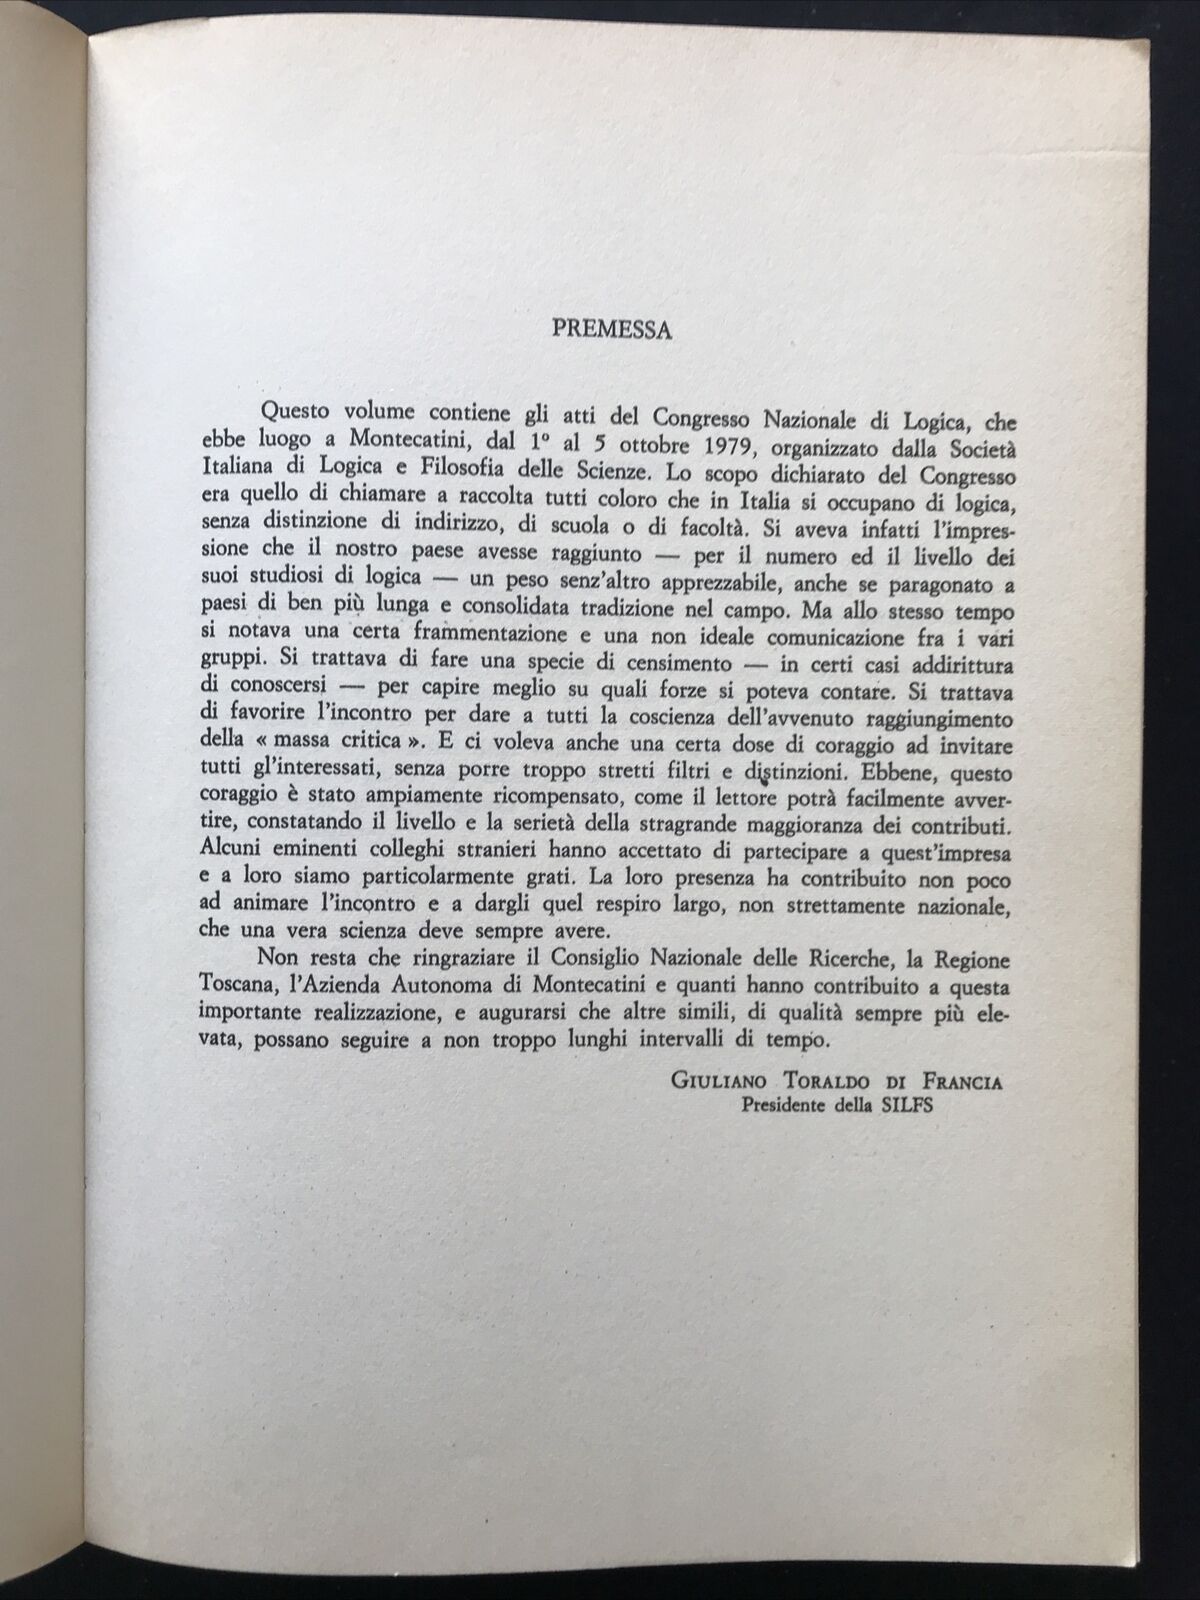 PREMESSA
Questo volume contiene gli atti del Congresso Nazionale di Logica, che
ebbe luogo a Montecatini, dal 1º al 5 ottobre 1979, organizzato dalla Società
Italiana di Logica e Filosofia delle Scienze. Lo scopo dichiarato del Congresso
era quello di chiamare a raccolta tutti coloro che in Italia si occupano di logica,
senza distinzione di indirizzo, di scuola o di facoltà. Si aveva infatti l'impres-
sione che il nostro paese avesse raggiunto — per il numero ed il livello dei
suoi studiosi di logica — un peso senz'altro apprezzabile, anche se paragonato a
paesi di ben più lunga e consolidata tradizione nel campo. Ma allo stesso tempo
si notava una certa frammentazione e una non ideale comunicazione fra i vari
gruppi. Si trattava di fare una specie di censimento — in certi casi addirittura
di conoscersi — per capire meglio su quali forze si poteva contare. Si trattava
di favorire l'incontro per dare a tutti la coscienza dell'avvenuto raggiungimento
della « massa critica ». E ci voleva anche una certa dose di coraggio ad invitare
tutti gl'interessati, senza porre troppo stretti filtri e distinzioni. Ebbene, questo
coraggio è stato ampiamente ricompensato, come il lettore potrà facilmente avver-
tire, constatando il livello e la serietà della stragrande maggioranza dei contributi.
Alcuni eminenti colleghi stranieri hanno accettato di partecipare a quest'impresa
e a loro siamo particolarmente grati. La loro presenza ha contribuito non poco
ad animare l'incontro e a dargli quel respiro largo, non strettamente nazionale,
che una vera scienza deve sempre avere.
Non resta che ringraziare il Consiglio Nazionale delle Ricerche, la Regione
Toscana, l'Azienda Autonoma di Montecatini e quanti hanno contribuito a questa
importante realizzazione, e augurarsi che altre simili, di qualità sempre più ele-
vata, possano seguire a non troppo lunghi intervalli di tempo.
GIULIANO TORALDO DI FRANCIA
Presidente della SILFS